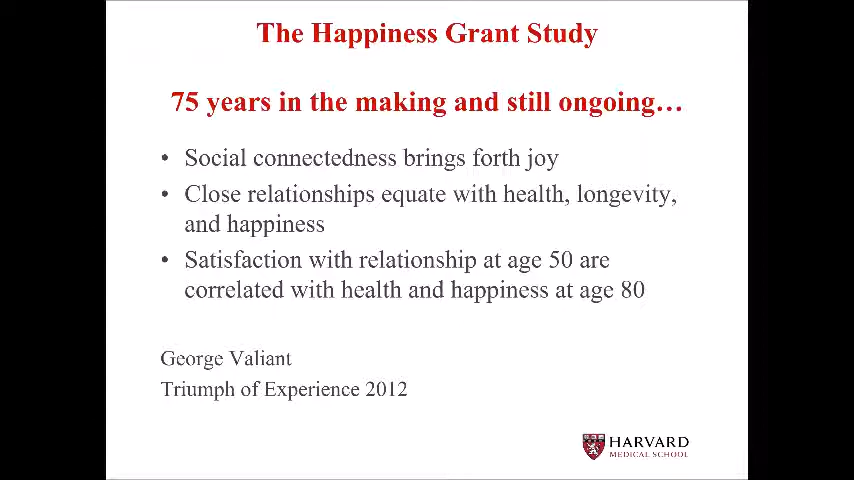 The Happiness Grant Study
75 years in the making and still ongoing…
• Social connectedness brings forth joy
• Close relationships equate with health, longevity,
and happiness
• Satisfaction with relationship at age 50 are
correlated with health and happiness at age 80
George Valiant
Triumph of Experience 2012
HARVARD
MEDICAL SCHOOL